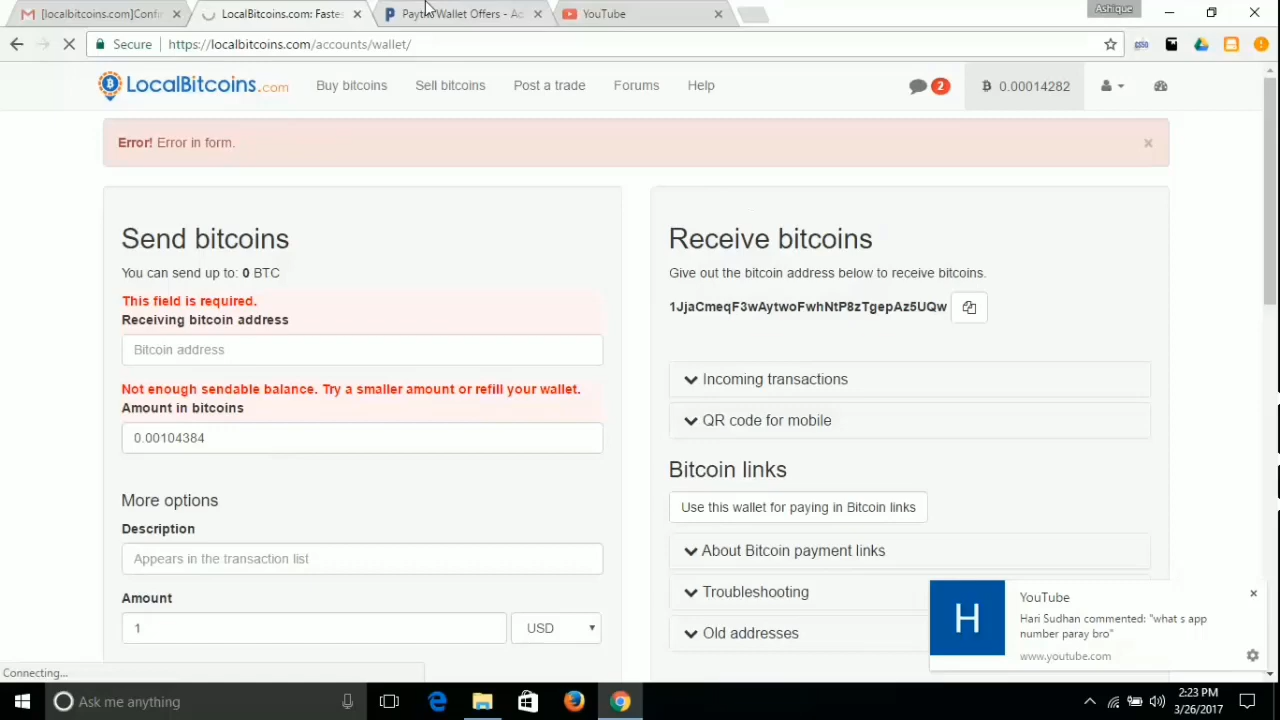 [localbitcoins.com]Confir
LocalBitcoins.com: Fastes
Wallet Offers - Ad
YouTube
Ashique
Secure
https://localbitcoins.com/accounts/wallet/
LocalBitcoins.com
Buy bitcoins
Sell bitcoins
Post a trade
Forums
Help
2
0.00014282
Error! Error in form.
×
Send bitcoins
You can send up to: 0 BTC
This field is required.
Receiving bitcoin address
Bitcoin address
Not enough sendable balance. Try a smaller amount or refill your wallet.
Amount in bitcoins
0.00104384
More options
Description
Appears in the transaction list
Amount
1
USD
Receive bitcoins
Give out the bitcoin address below to receive bitcoins.
1JjaCmeqF3wAytwoFwhNtP8zTgepAz5UQw
Incoming transactions
QR code for mobile
Bitcoin links
Use this wallet for paying in Bitcoin links
About Bitcoin payment links
Troubleshooting
Old addresses
H
YouTube
Hari Sudhan commented: "what s app
number paray bro"
www.youtube.com
Connecting...
Ask me anything
2:23 PM
3/26/2017